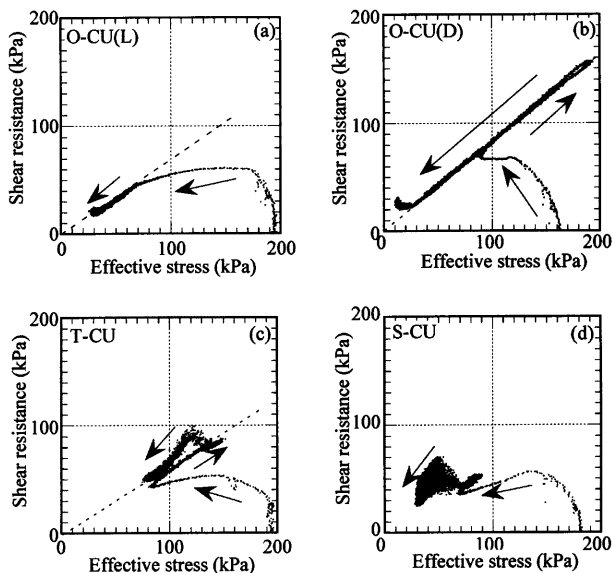 200
O-CU(L)
(a)
100
0
0
100
200
Shear resistance (kPa)
Effective stress (kPa)
200
O-CU(D)
(b)
100
0
0
100
200
Shear resistance (kPa)
Effective stress (kPa)
200
T-CU
(c)
100
0
0
100
200
Shear resistance (kPa)
Effective stress (kPa)
200
S-CU
(d)
100
0
0
100
200
Shear resistance (kPa)
Effective stress (kPa)